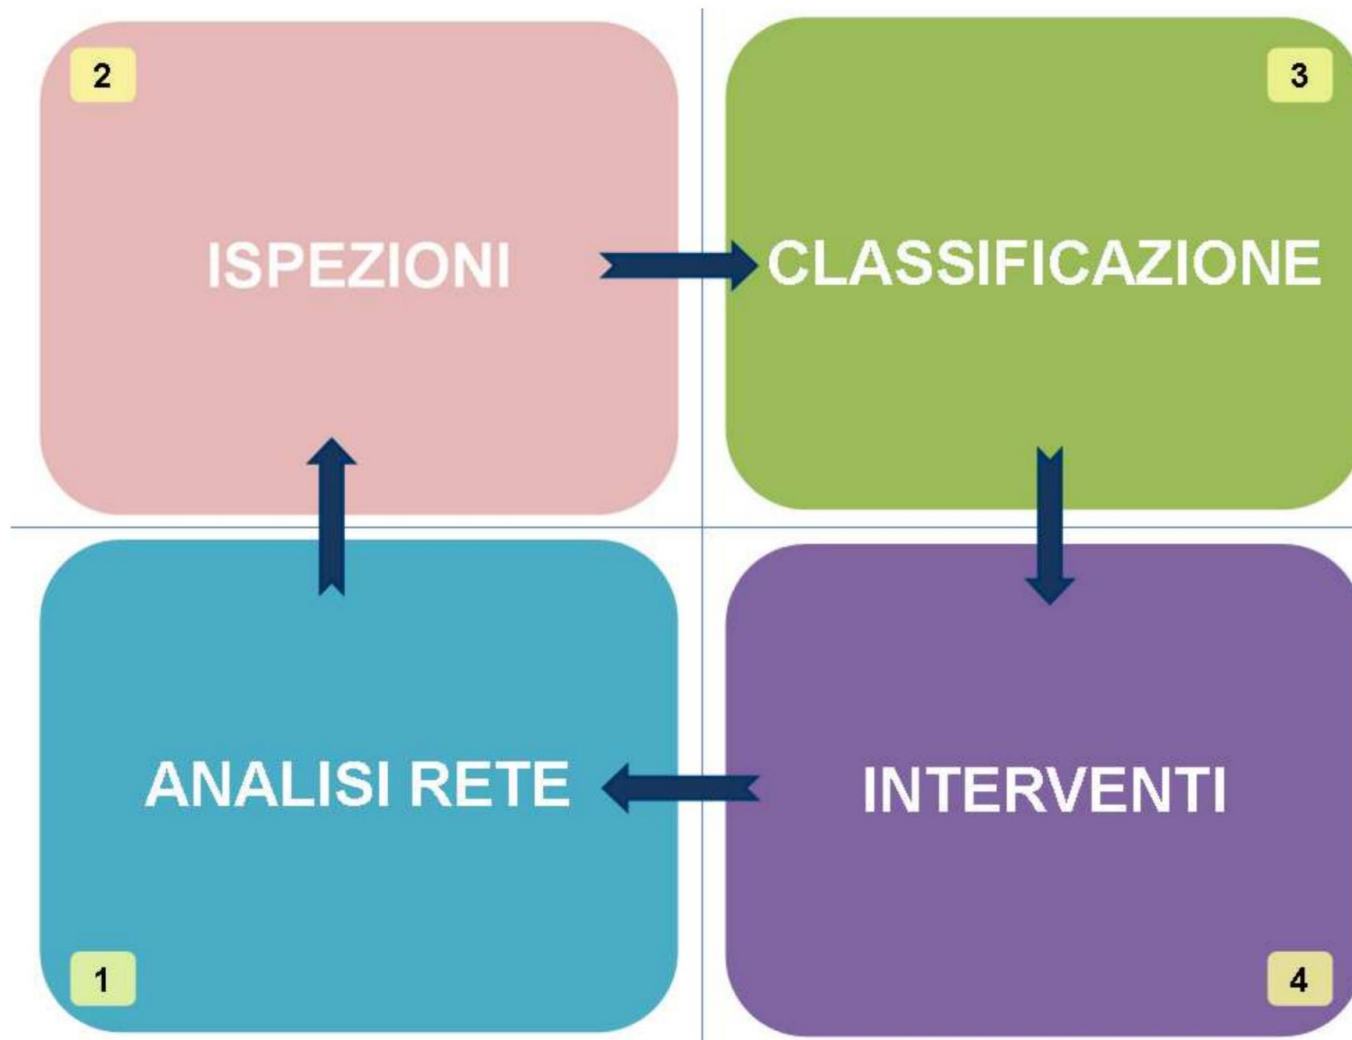 2
3
ISPEZIONI
CLASSIFICAZIONE
ANALISI RETE
INTERVENTI
1
4